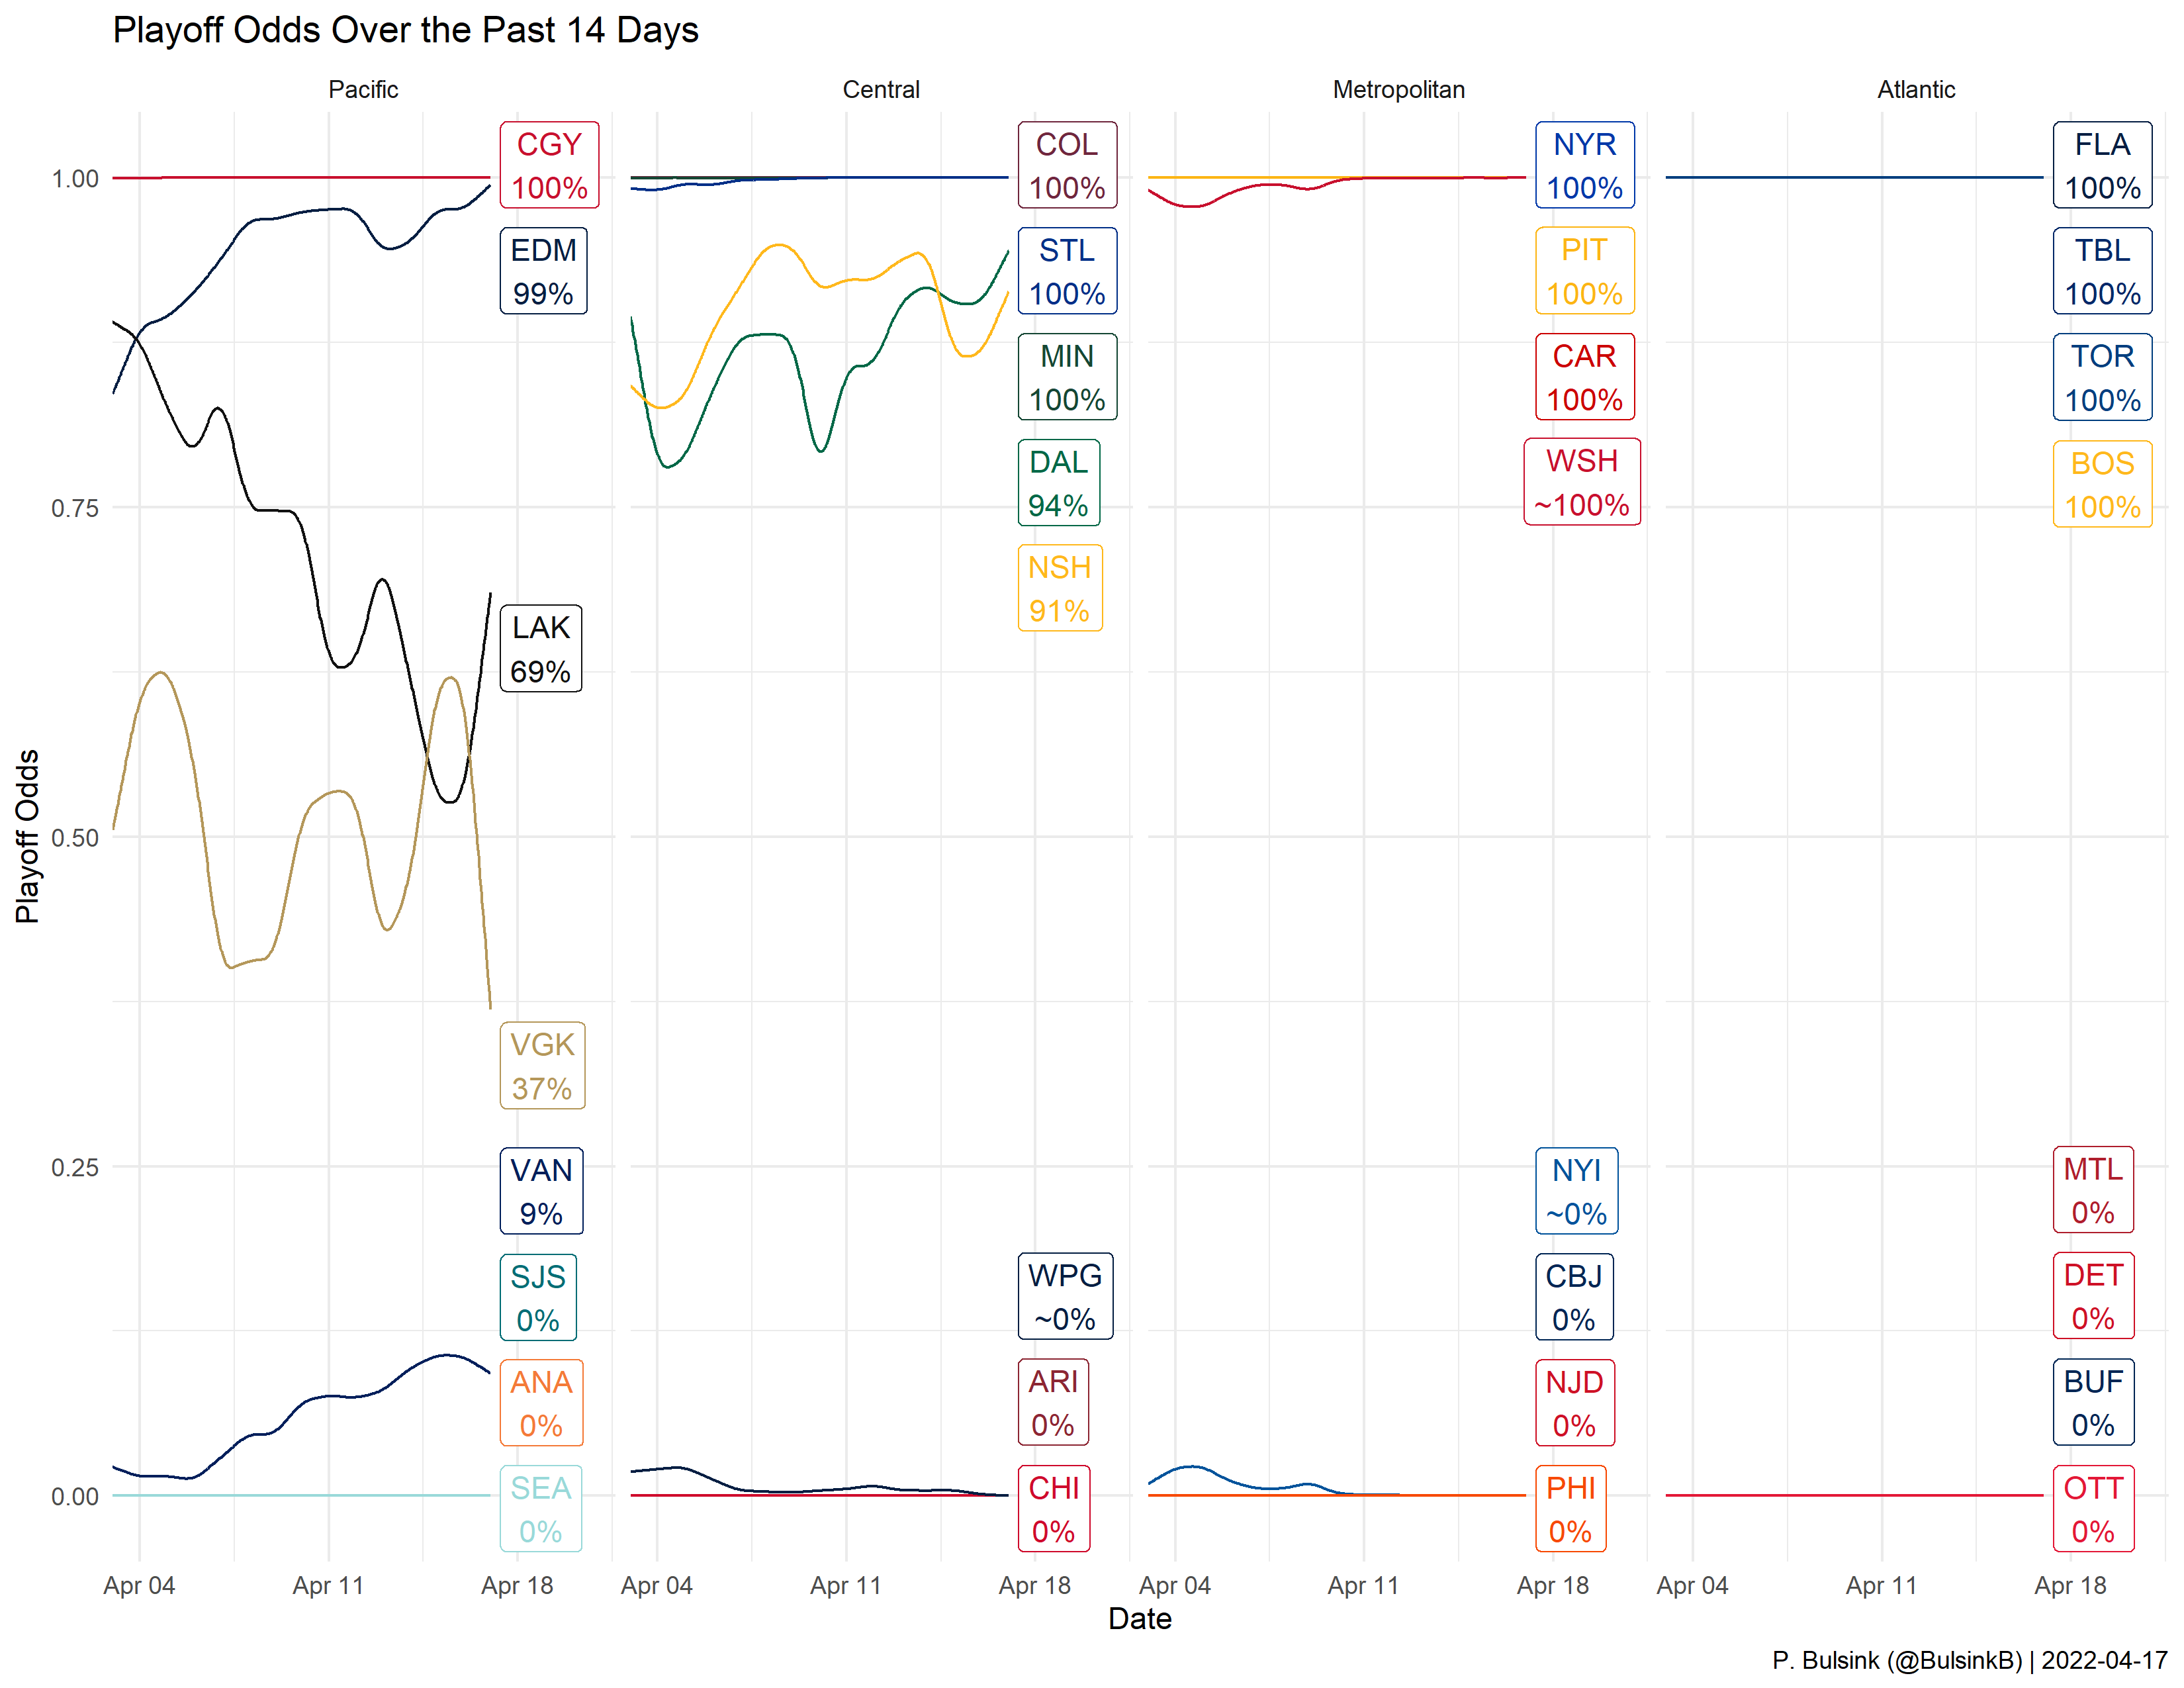 Playoff Odds Over the Past 14 Days
Pacific
Central
Metropolitan
Atlantic
Playoff Odds
1.00
0.75
0.50
0.25
0.00
CGY
100%
EDM
99%
LAK
69%
VGK
37%
VAN
9%
SJS
0%
ANA
0%
SEA
0%
COL
100%
STL
100%
MIN
100%
DAL
94%
NSH
91%
WPG
~0%
ARI
0%
CHI
0%
NYR
100%
PIT
100%
CAR
100%
WSH
~100%
NYI
~0%
CBJ
0%
NJD
0%
PHI
0%
FLA
100%
TBL
100%
TOR
100%
BOS
100%
MTL
0%
DET
0%
BUF
0%
OTT
0%
Apr 04 Apr 11 Apr 18
Apr 04 Apr 11 Apr 18
Apr 04 Apr 11 Apr 18
Apr 04 Apr 11 Apr 18
Date
P. Bulsink (@BulsinkB) | 2022-04-17